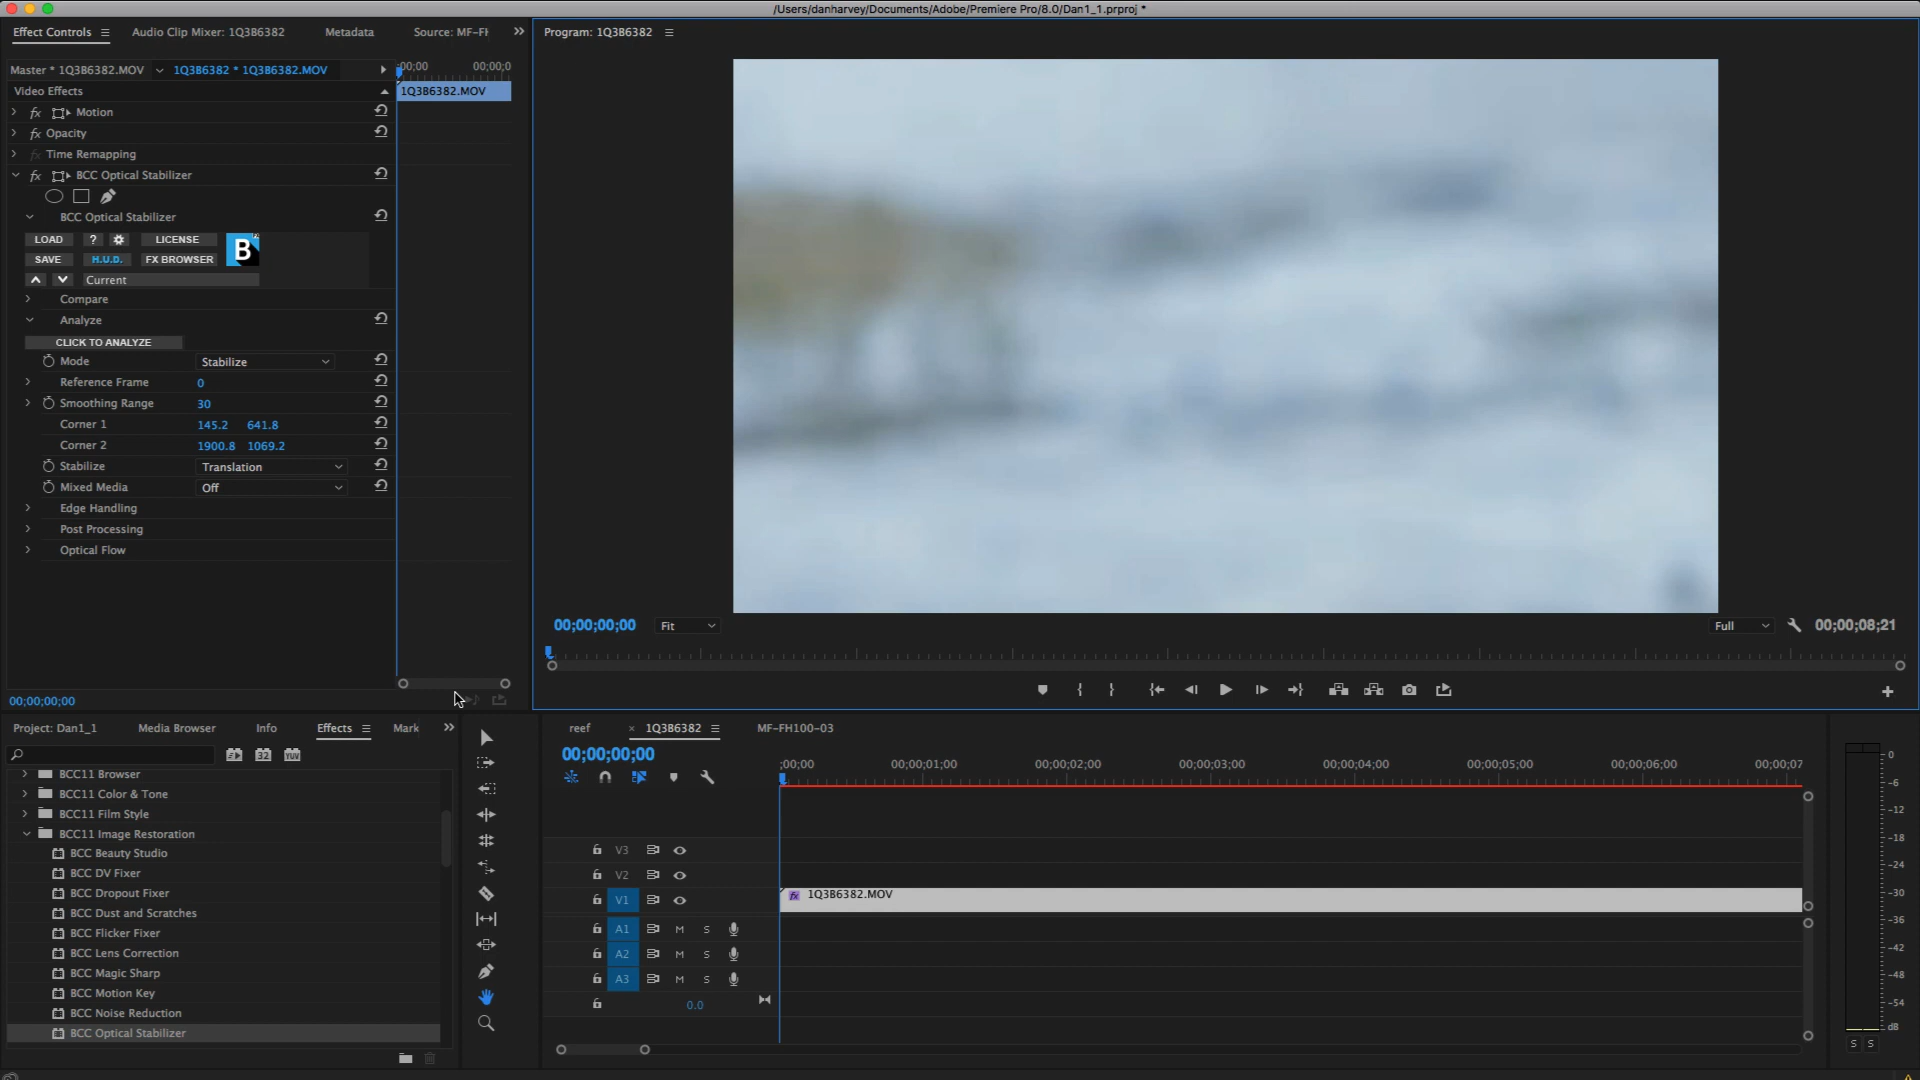 /Users/danharvey/Documents/Adobe/Premiere Pro/8.0/Dan1_1.prproj *
Effect Controls
Audio Clip Mixer: 1Q3B6382
Metadata
Source: MF-FH
Program: 1Q3B6382
Master * 1Q3B6382.MOV
1Q3B6382 * 1Q3B6382.MOV
:00;00
00;00;0
Video Effects
1Q3B6382.MOV
fx Motion
fx Opacity
fx Time Remapping
fx BCC Optical Stabilizer
BCC Optical Stabilizer
LOAD ? LICENSE B
SAVE H.U.D. FX BROWSER
Current
Compare
Analyze
CLICK TO ANALYZE
Mode Stabilize
Reference Frame 0
Smoothing Range 30
Corner 1 145.2 641.8
Corner 2 1900.8 1069.2
Stabilize Translation
Mixed Media Off
Edge Handling
Post Processing
Optical Flow
00;00;00;00
00;00;00;00 Fit Full 00;00;08;21
Project: Dan1_1
Media Browser
Info
Effects
Mark
32
YUV
BCC11 Browser
BCC11 Color & Tone
BCC11 Film Style
BCC11 Image Restoration
BCC Beauty Studio
BCC DV Fixer
BCC Dropout Fixer
BCC Dust and Scratches
BCC Flicker Fixer
BCC Lens Correction
BCC Magic Sharp
BCC Motion Key
BCC Noise Reduction
BCC Optical Stabilizer
reef
× 1Q3B6382
MF-FH100-03
00;00;00;00
;00;00 00;00;01;00 00;00;02;00 00;00;03;00 00;00;04;00 00;00;05;00 00;00;06;00 00;00;07
V3
V2
V1
fx 1Q3B6382.MOV
A1 M S
A2 M S
A3 M S
0.0
0
-6
-12
-18
-24
-30
-36
-42
-48
-54
dB
S S